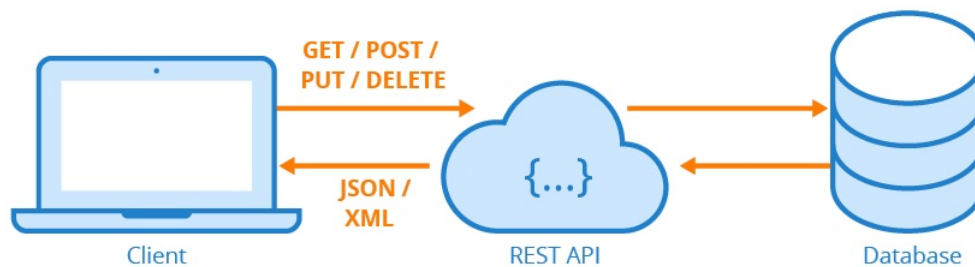 GET / POST /
PUT / DELETE
{...}
JSON /
XML
Client
REST API
Database